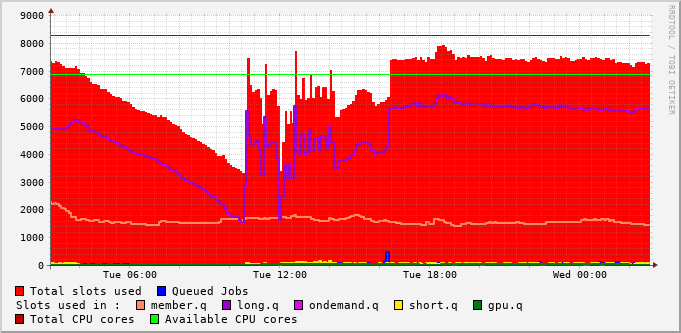 9000
8000
7000
6000
5000
4000
3000
2000
1000
0
Tue 06:00 Tue 12:00 Tue 18:00 Wed 00:00
RRDTOOL / TOBI OETIKER
Total slots used Queued Jobs
Slots used in : member.q long.q ondemand.q short.q gpu.q
Total CPU cores Available CPU cores